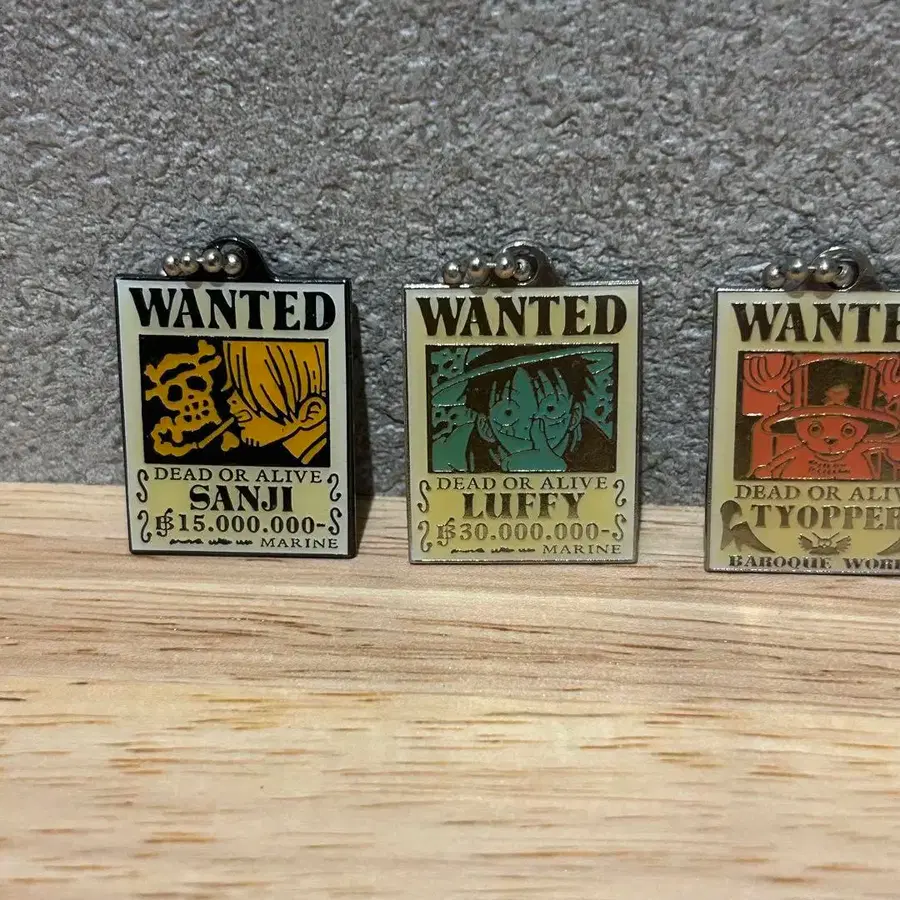 WANTED
DEAD OR ALIVE
SANJI
฿15.000.000-
MARINE
WANTED
DEAD OR ALIVE
LUFFY
฿30.000.000-
MARINE
WANTE
DEAD OR ALIV
TYOPPER
BAROQUE WOR